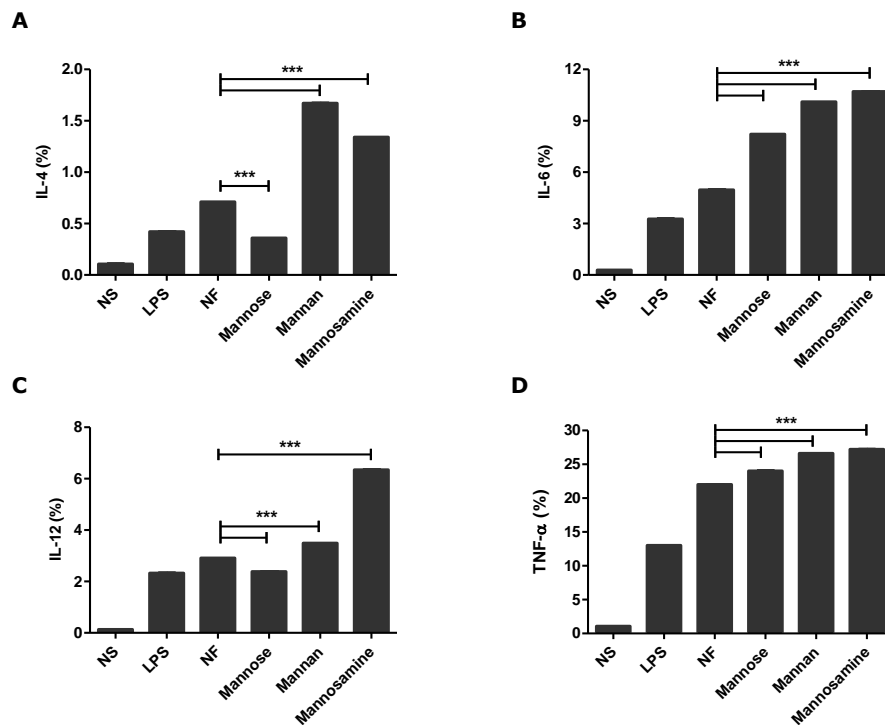 A
IL-4 (%)
2.0
1.5
1.0
0.5
0.0
***
***
NS
LPS
NF
Mannose
Mannan
Mannosamine
B
IL-6 (%)
12
9
6
3
0
***
NS
LPS
NF
Mannose
Mannan
Mannosamine
C
IL-12 (%)
8
6
4
2
0
***
***
NS
LPS
NF
Mannose
Mannan
Mannosamine
D
TNF-α (%)
30
25
20
15
10
5
0
***
NS
LPS
NF
Mannose
Mannan
Mannosamine